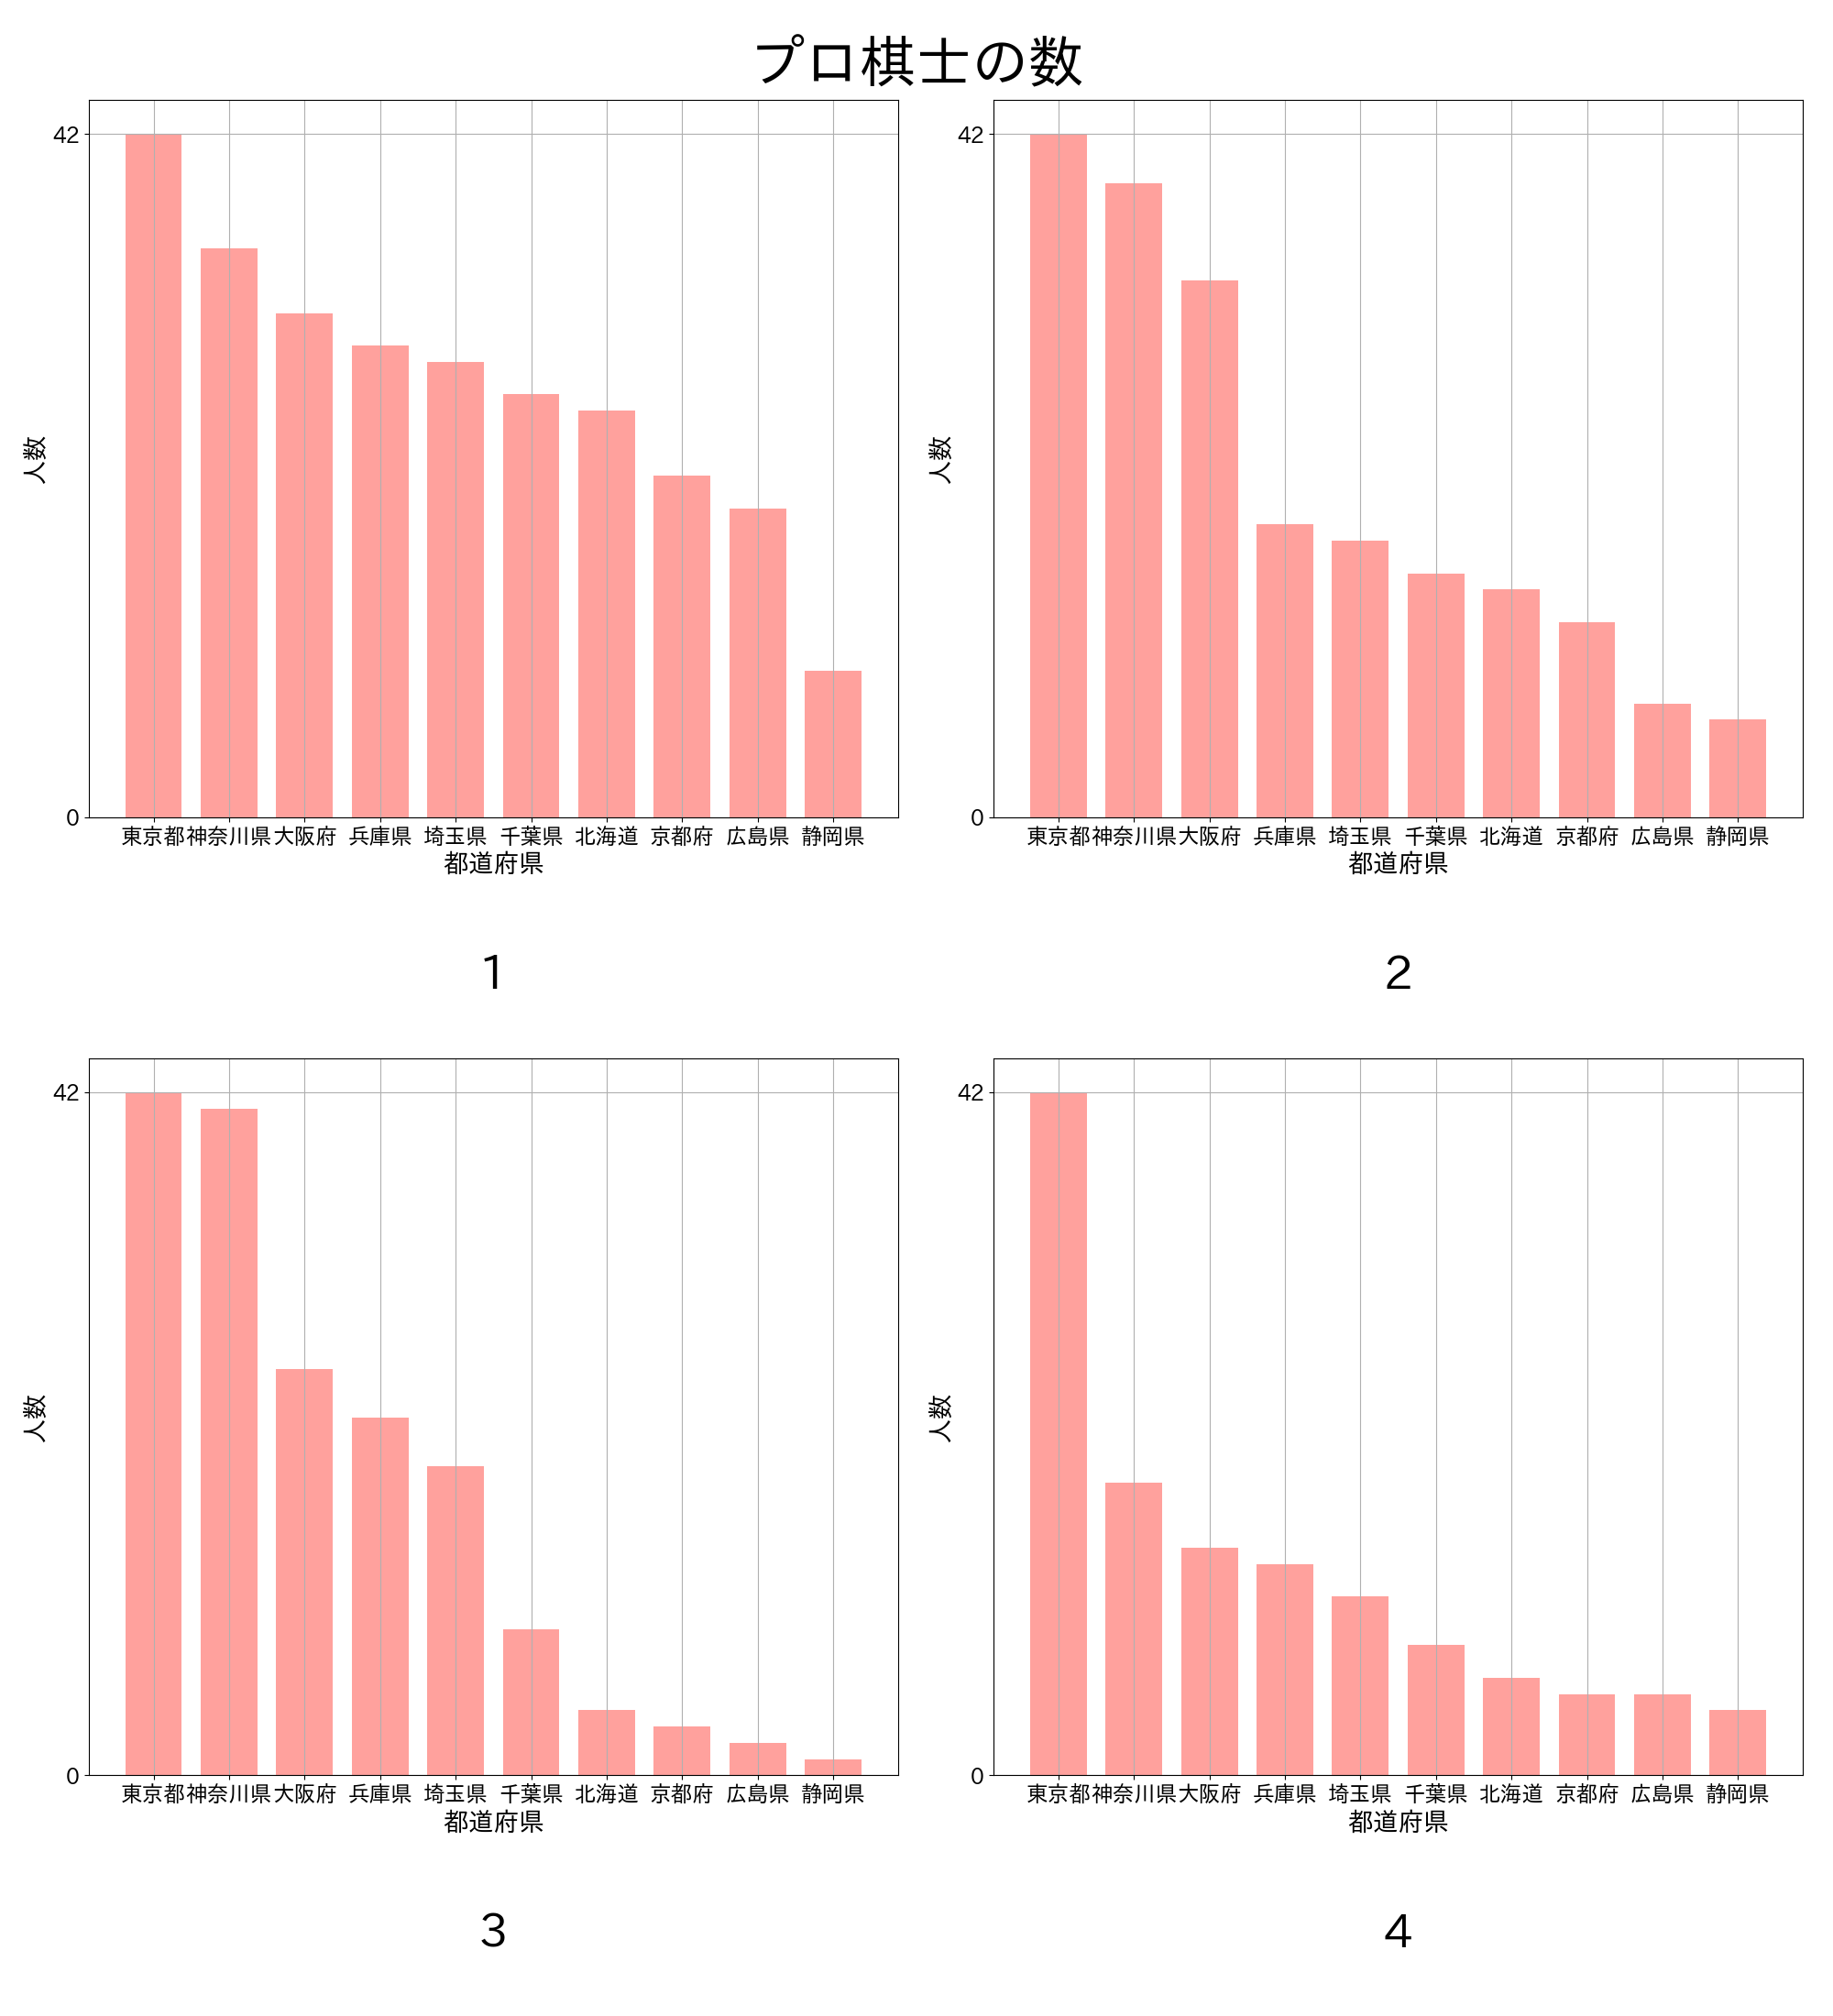 プロ棋士の数
42
0
人数
東京都 神奈川県 大阪府 兵庫県 埼玉県 千葉県 北海道 京都府 広島県 静岡県
都道府県
1
42
0
人数
東京都 神奈川県 大阪府 兵庫県 埼玉県 千葉県 北海道 京都府 広島県 静岡県
都道府県
2
42
0
人数
東京都 神奈川県 大阪府 兵庫県 埼玉県 千葉県 北海道 京都府 広島県 静岡県
都道府県
3
42
0
人数
東京都 神奈川県 大阪府 兵庫県 埼玉県 千葉県 北海道 京都府 広島県 静岡県
都道府県
4